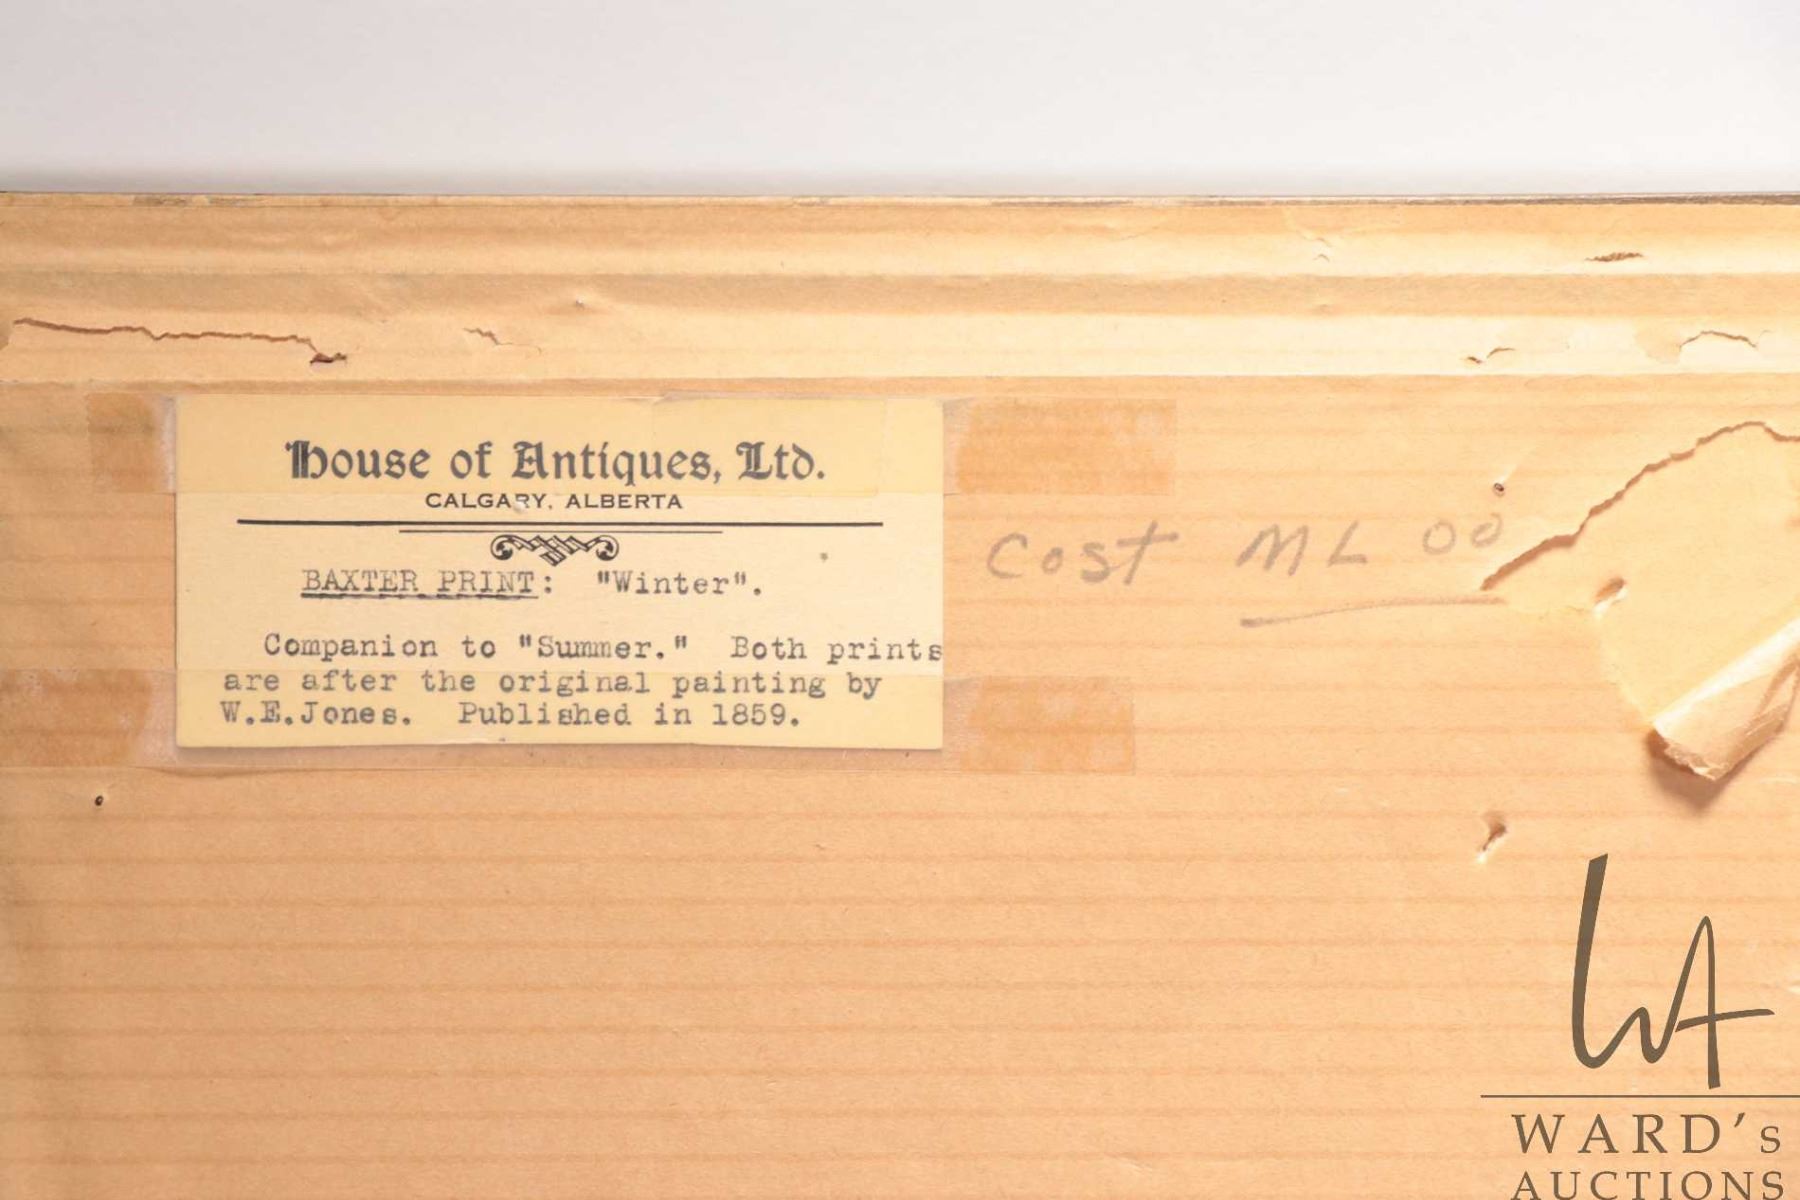 House of Antiques, Ltd.
CALGARY, ALBERTA
BAXTER PRINT: "Winter".
Companion to "Summer." Both prints
are after the original painting by
W.E.Jones. Published in 1859.
Cost ML 00
WA
WARD's
AUCTIONS